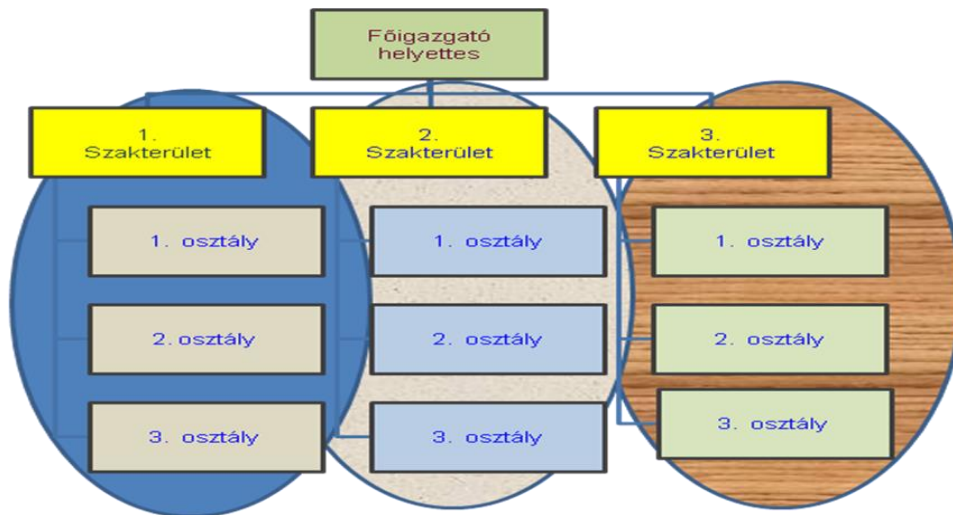 Főigazgató
helyettes
1.
Szakterület
2.
Szakterület
3.
Szakterület
1. osztály
1. osztály
1. osztály
2. osztály
2. osztály
2. osztály
3. osztály
3. osztály
3. osztály